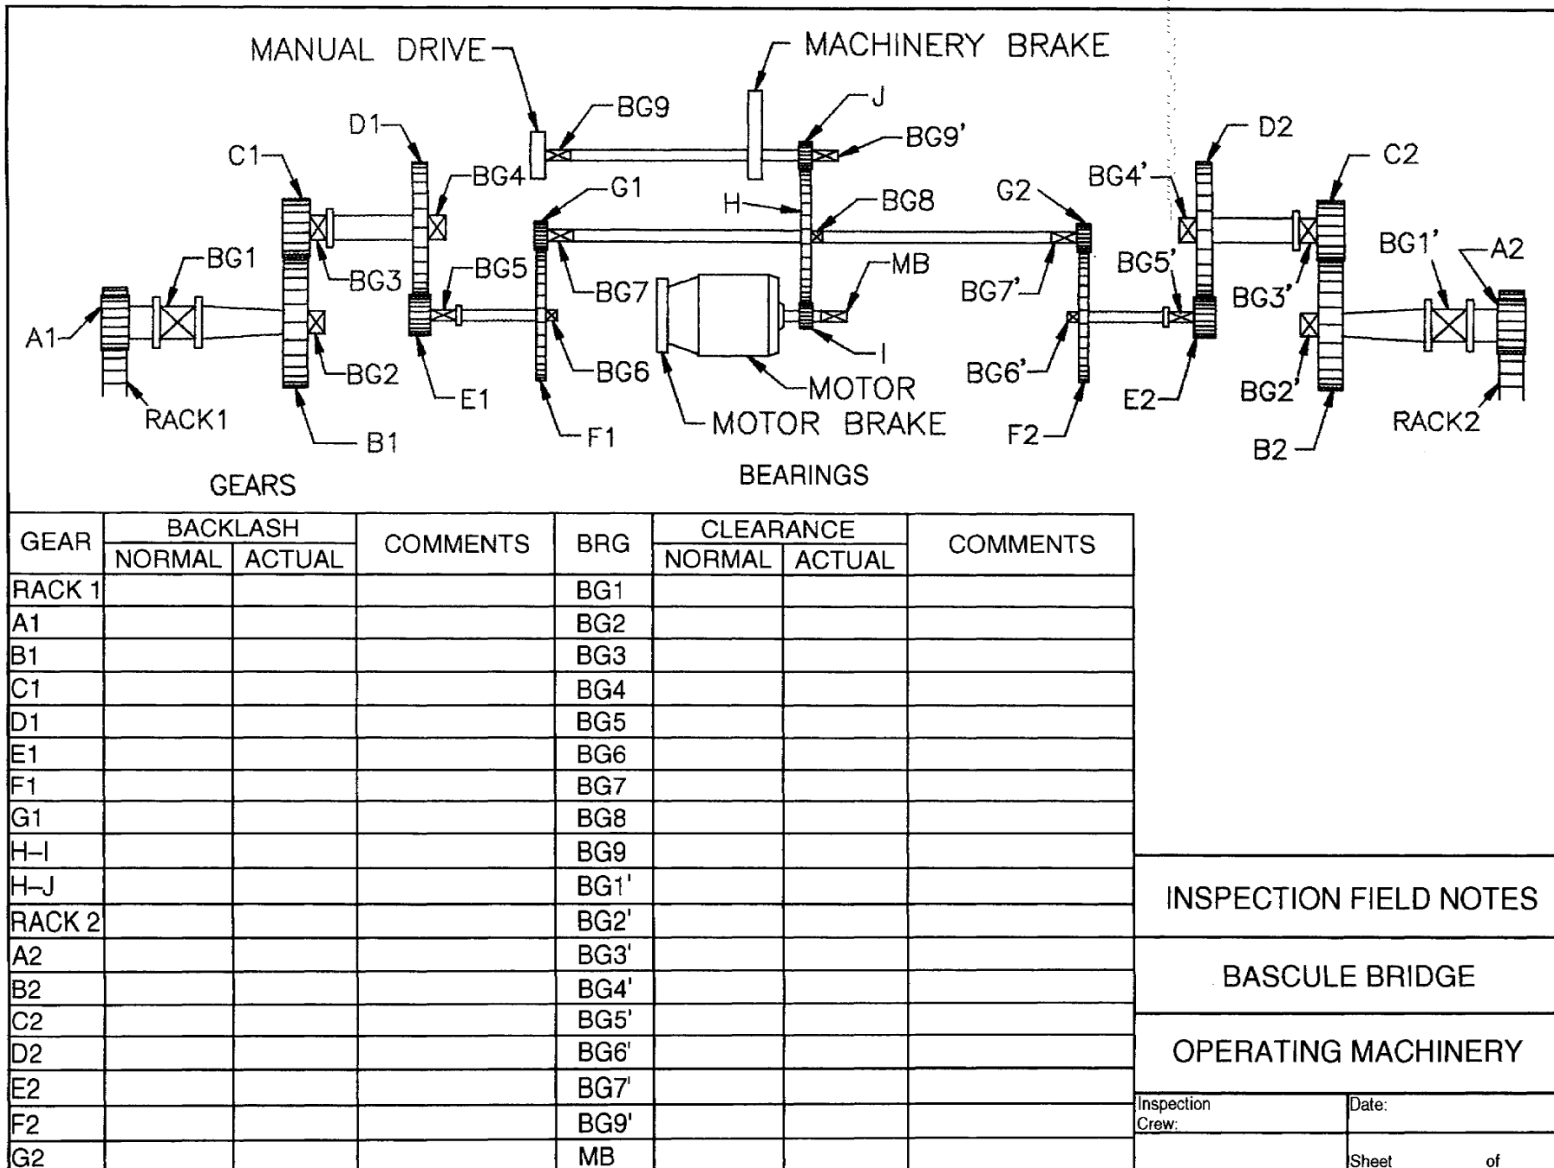 MANUAL DRIVE
MACHINERY BRAKE
BG9
J
D1
BG9'
D2
C1
C2
BG4
G1
BG4'
G2
H
BG8
BG1
BG3
BG5
BG7
MB
BG7'
BG5'
BG3'
BG1'
A2
A1
BG2
BG6
I
BG6'
BG2'
RACK1
E1
MOTOR
E2
RACK2
B1
F1
MOTOR BRAKE
F2
B2
GEARS
BEARINGS
GEAR BACKLASH COMMENTS BRG CLEARANCE COMMENTS
NORMAL ACTUAL NORMAL ACTUAL
RACK 1 BG1
A1 BG2
B1 BG3
C1 BG4
D1 BG5
E1 BG6
F1 BG7
G1 BG8
H–I BG9
H–J BG1'
RACK 2 BG2'
A2 BG3'
B2 BG4'
C2 BG5'
D2 BG6'
E2 BG7'
F2 BG9'
G2 MB
INSPECTION FIELD NOTES
BASCULE BRIDGE
OPERATING MACHINERY
Inspection
Crew:
Date:
Sheet of